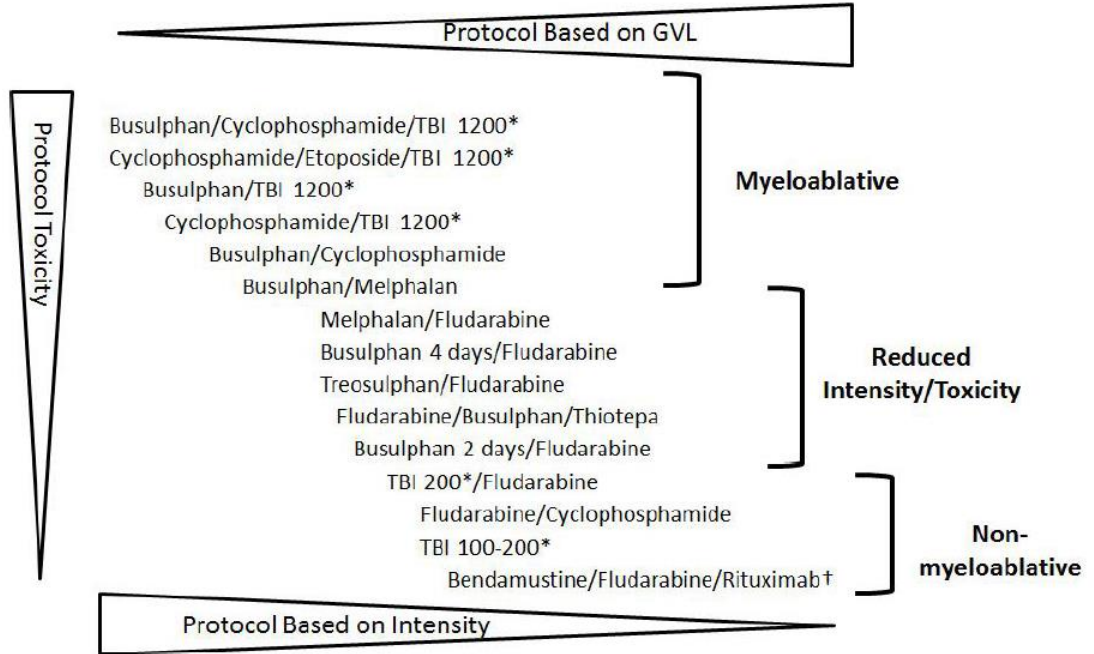 Protocol Based on GVL
Protocol Toxicity
Busulphan/Cyclophosphamide/TBI 1200*
Cyclophosphamide/Etoposide/TBI 1200*
Busulphan/TBI 1200*
Cyclophosphamide/TBI 1200*
Busulphan/Cyclophosphamide
Busulphan/Melphalan
Myeloablative
Melphalan/Fludarabine
Busulphan 4 days/Fludarabine
Treosulphan/Fludarabine
Fludarabine/Busulphan/Thiotepa
Busulphan 2 days/Fludarabine
Reduced
Intensity/Toxicity
TBI 200*/Fludarabine
Fludarabine/Cyclophosphamide
TBI 100-200*
Bendamustine/Fludarabine/Rituximab†
Non-
myeloablative
Protocol Based on Intensity